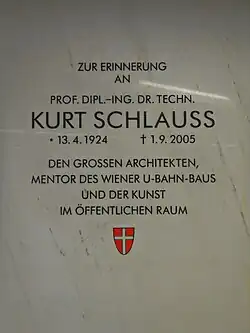 ZUR ERINNERUNG
AN
PROF. DIPL.-ING. DR. TECHN.
KURT SCHLAUSS
* 13. 4. 1924 † 1. 9. 2005
DEN GROSSEN ARCHITEKTEN,
MENTOR DES WIENER U-BAHN-BAUS
UND DER KUNST
IM ÖFFENTLICHEN RAUM